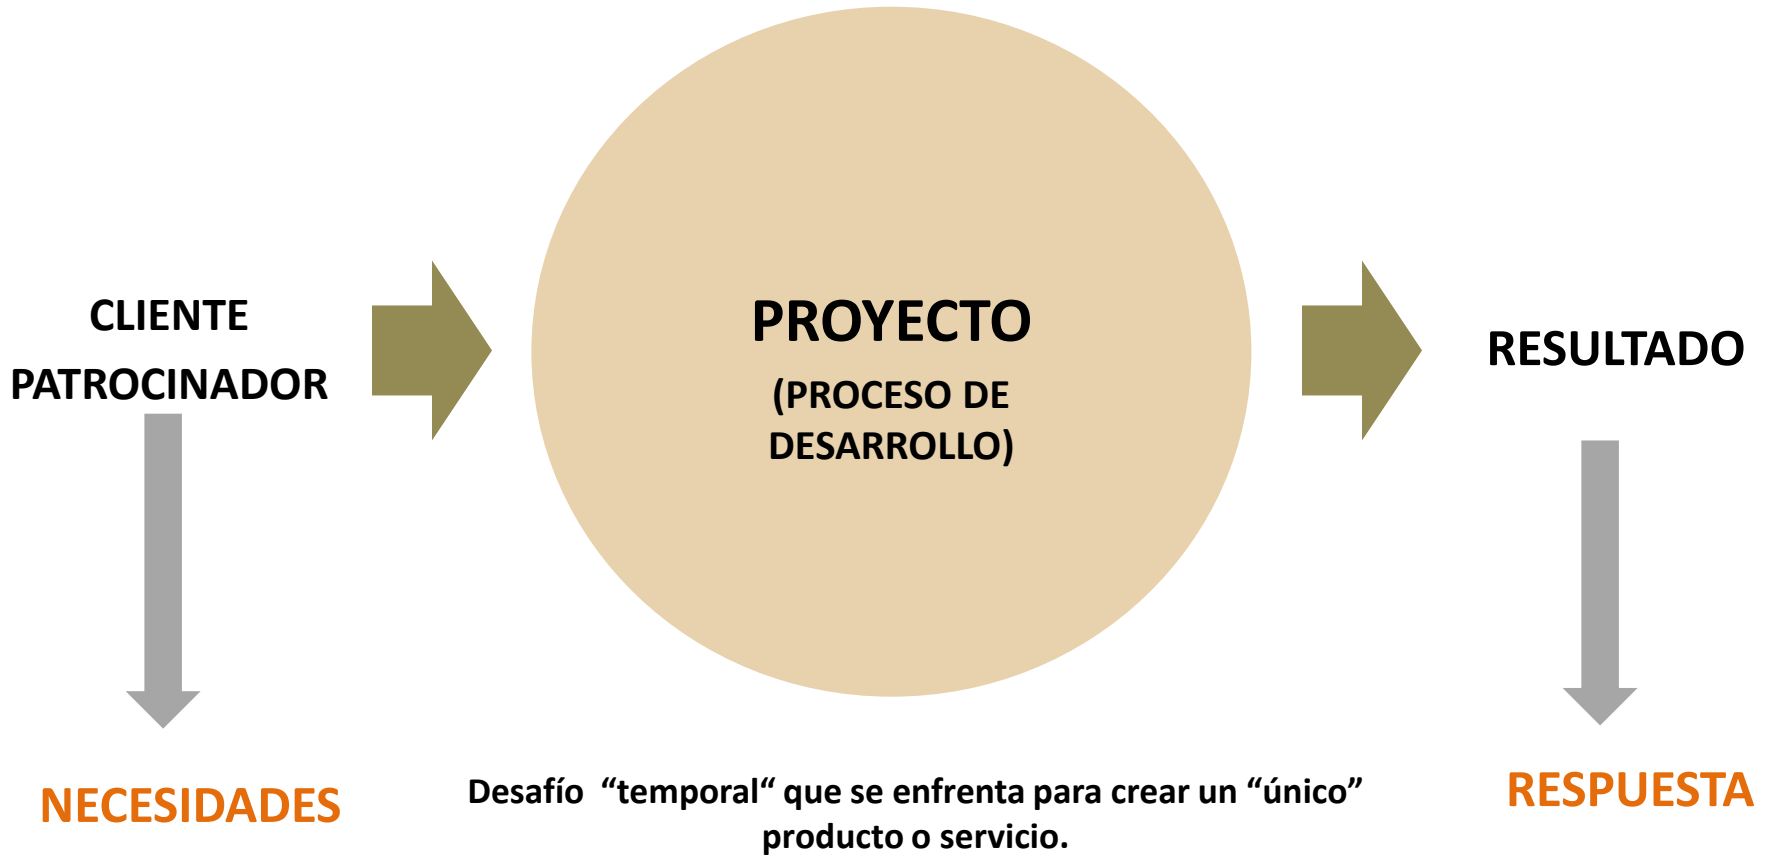 CLIENTE
PATROCINADOR
PROYECTO
(PROCESO DE
DESARROLLO)
RESULTADO
NECESIDADES
Desafío “temporal“ que se enfrenta para crear un “único”
producto o servicio.
RESPUESTA